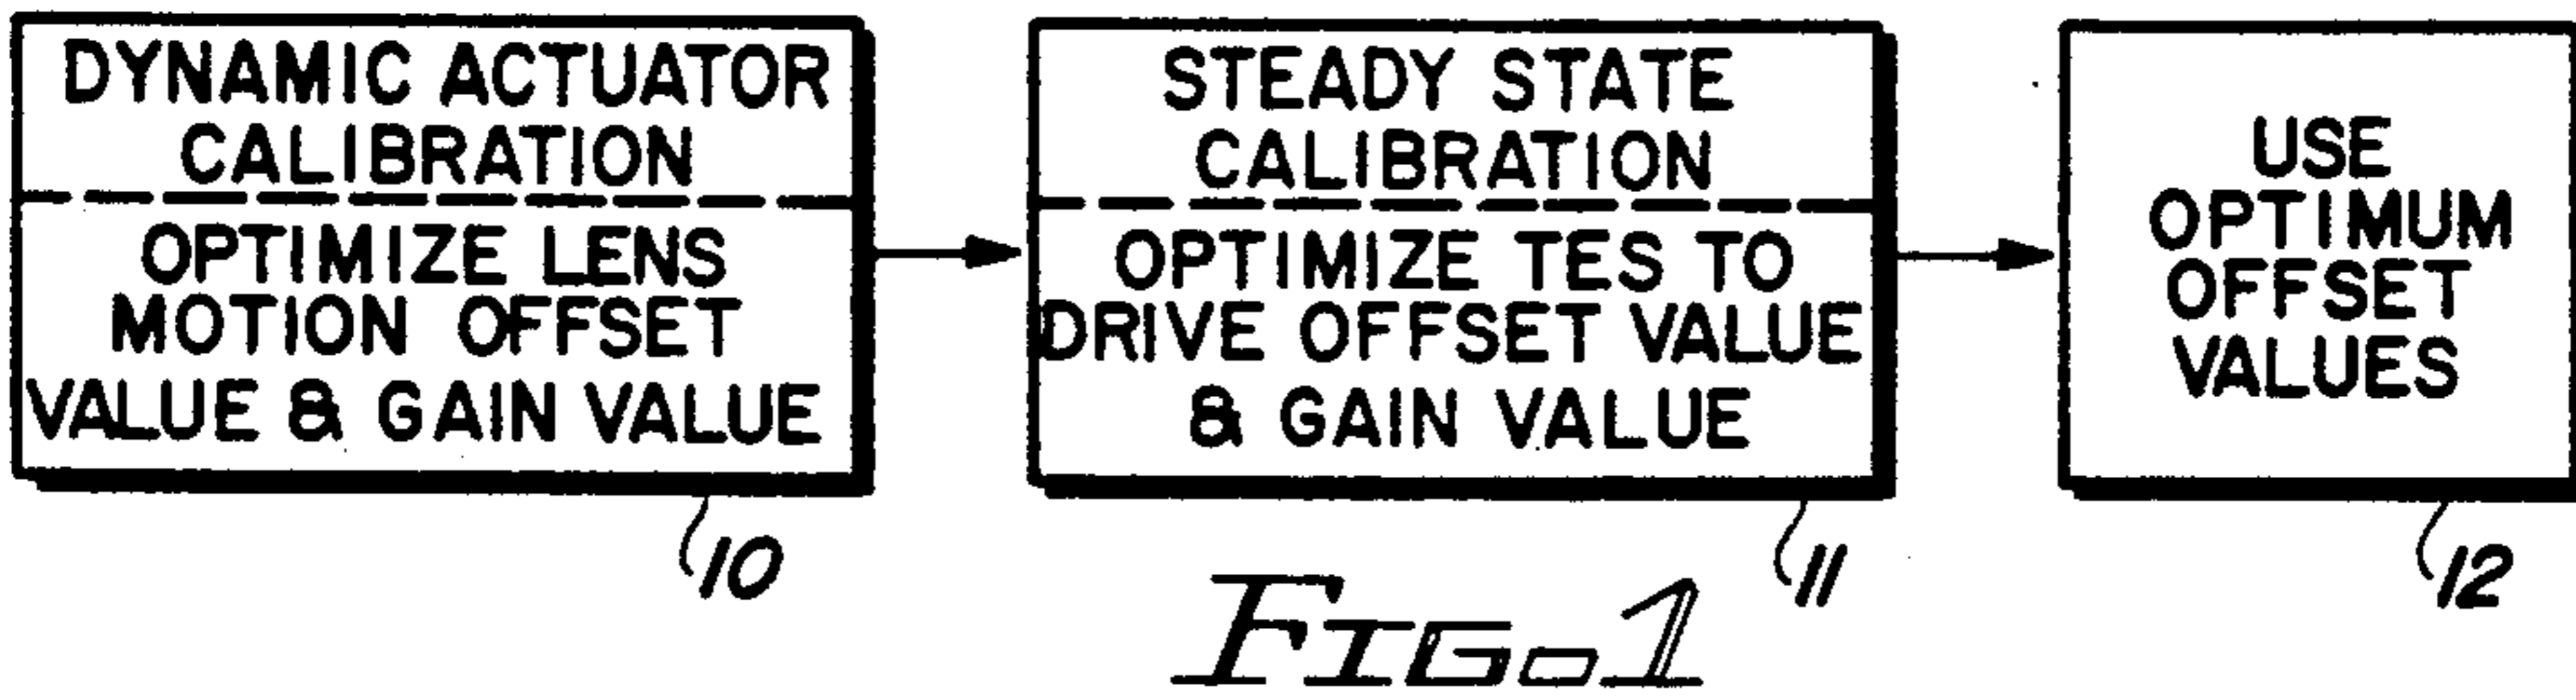 DYNAMIC ACTUATOR
CALIBRATION
OPTIMIZE LENS
MOTION OFFSET
VALUE & GAIN VALUE
10
STEADY STATE
CALIBRATION
OPTIMIZE TES TO
DRIVE OFFSET VALUE
& GAIN VALUE
11
USE
OPTIMUM
OFFSET
VALUES
12
FIG. 1